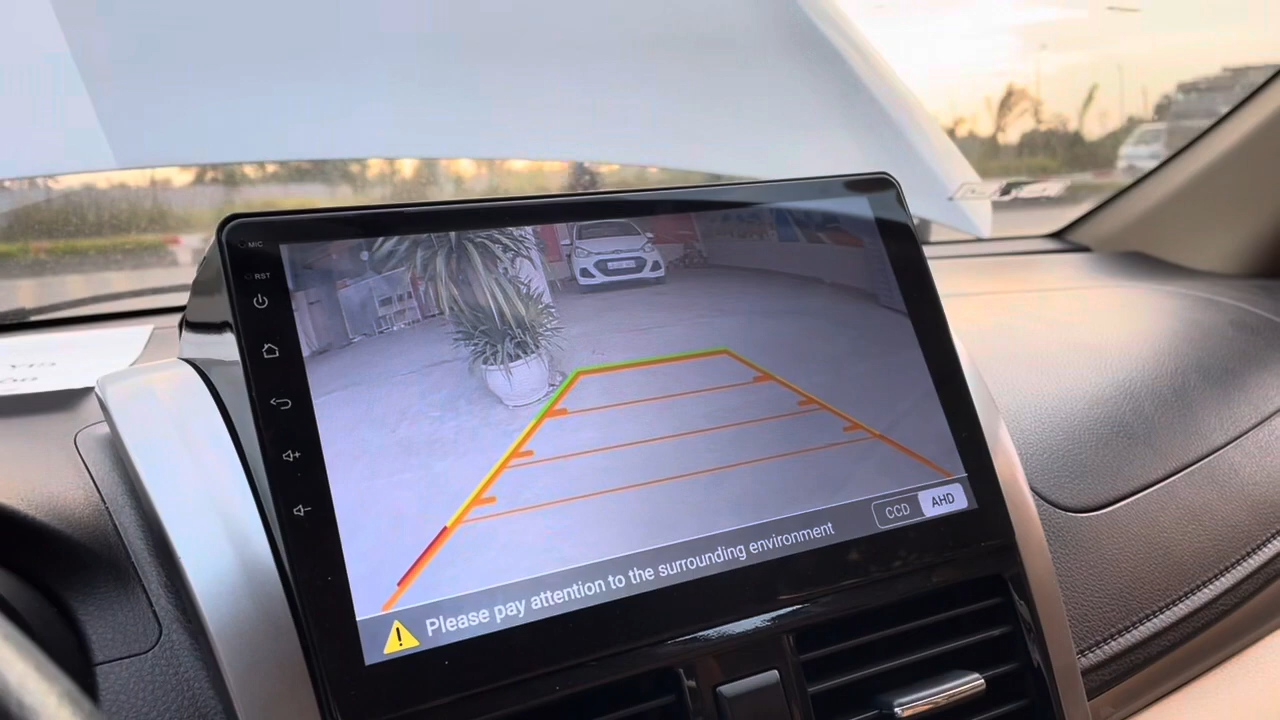 MIC
RST
CCD
AHD
Please pay attention to the surrounding environment